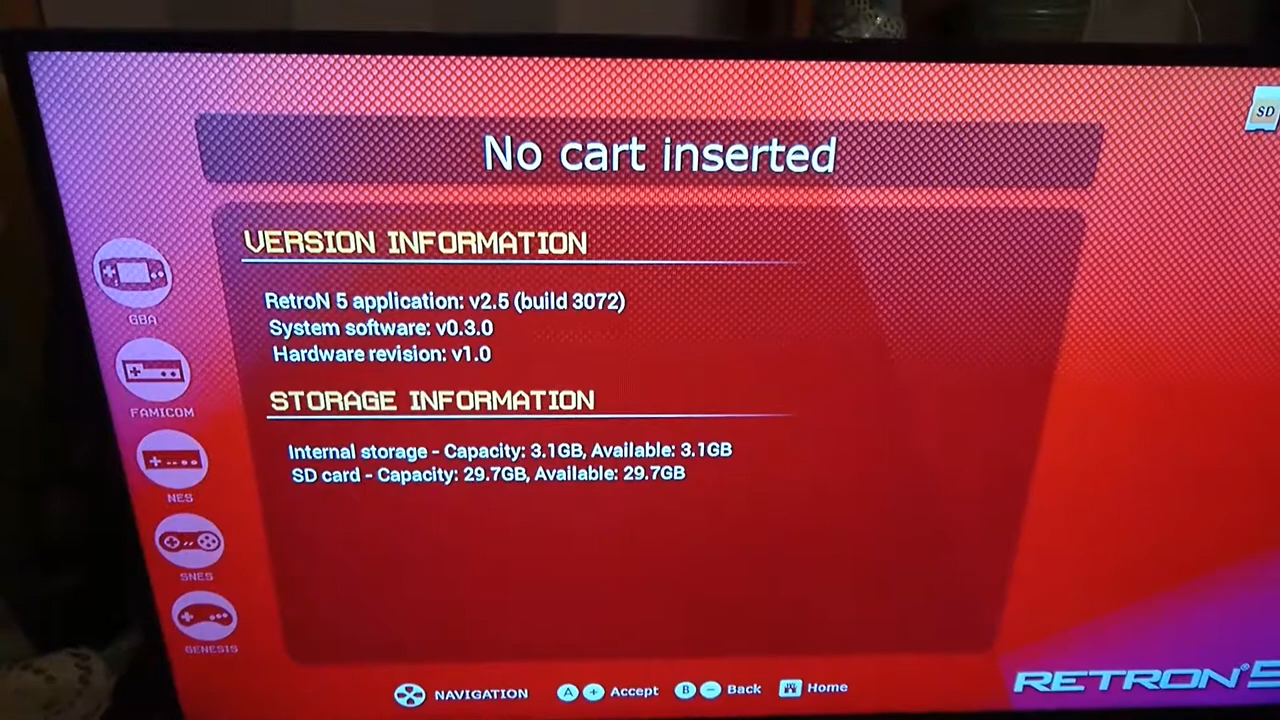 No cart inserted
SD
VERSION INFORMATION
RetroN 5 application: v2.5 (build 3072)
System software: v0.3.0
Hardware revision: v1.0
STORAGE INFORMATION
Internal storage - Capacity: 3.1GB, Available: 3.1GB
SD card - Capacity: 29.7GB, Available: 29.7GB
GBA
FAMICOM
NES
SNES
GENESIS
NAVIGATION A + Accept B - Back Home
RETRON® 5